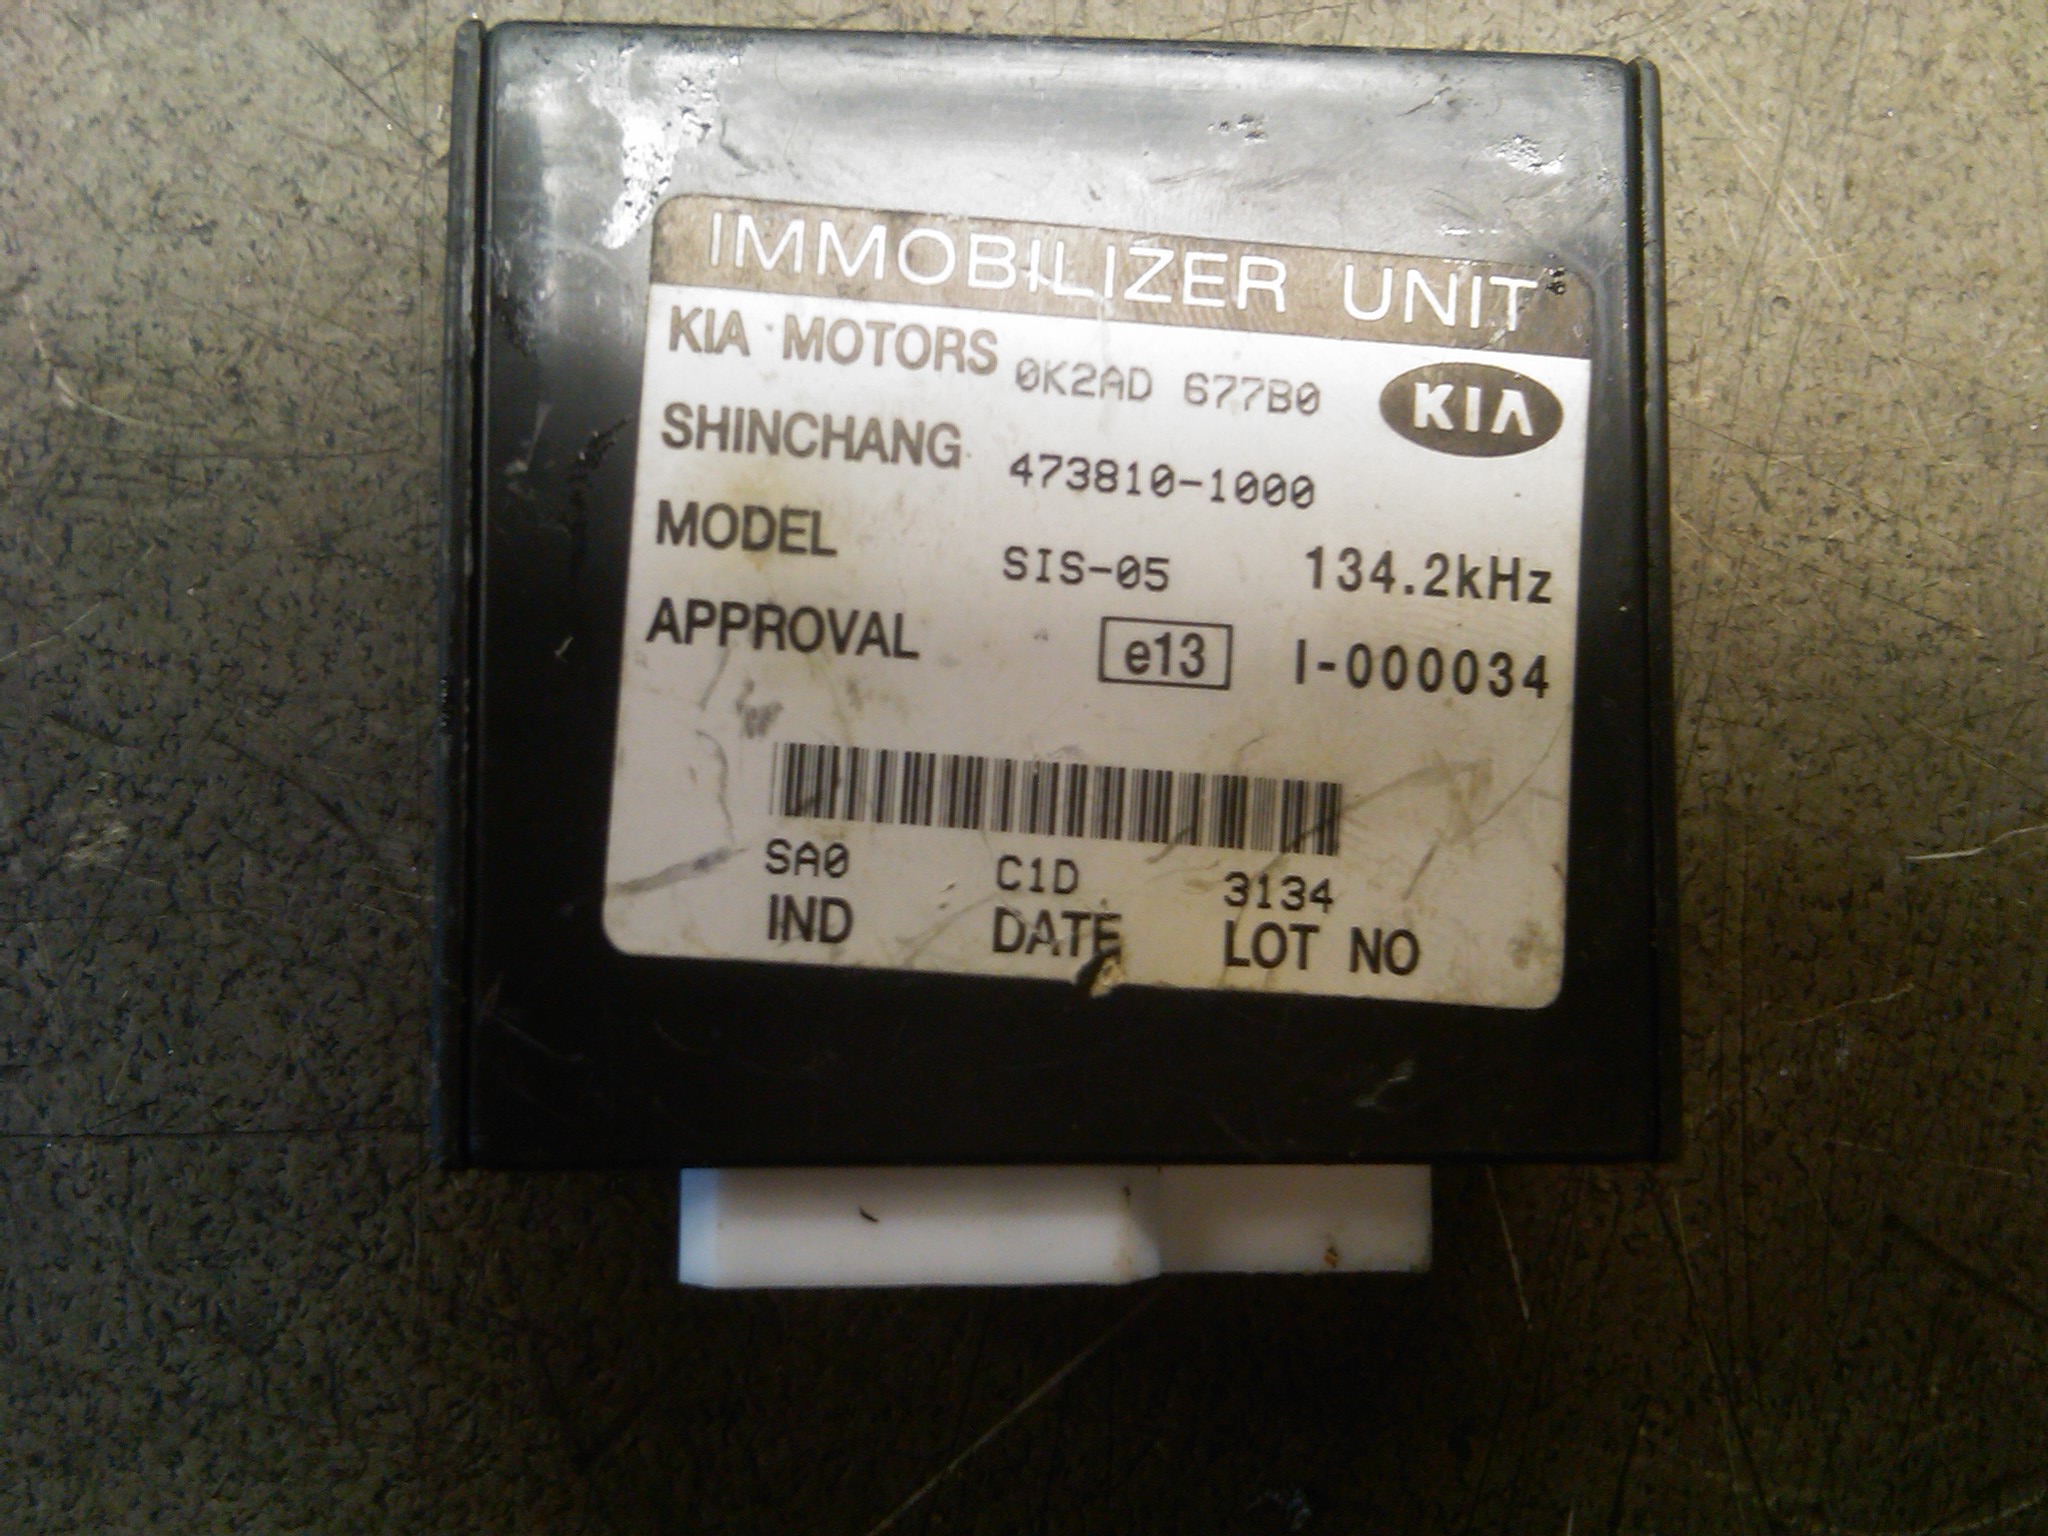 IMMOBILIZER UNIT
KIA MOTORS 0K2AD 677B0 KIA
SHINCHANG 473810-1000
MODEL SIS-05 134.2kHz
APPROVAL e13 I-000034
SA0 C1D 3134
IND DATE LOT NO